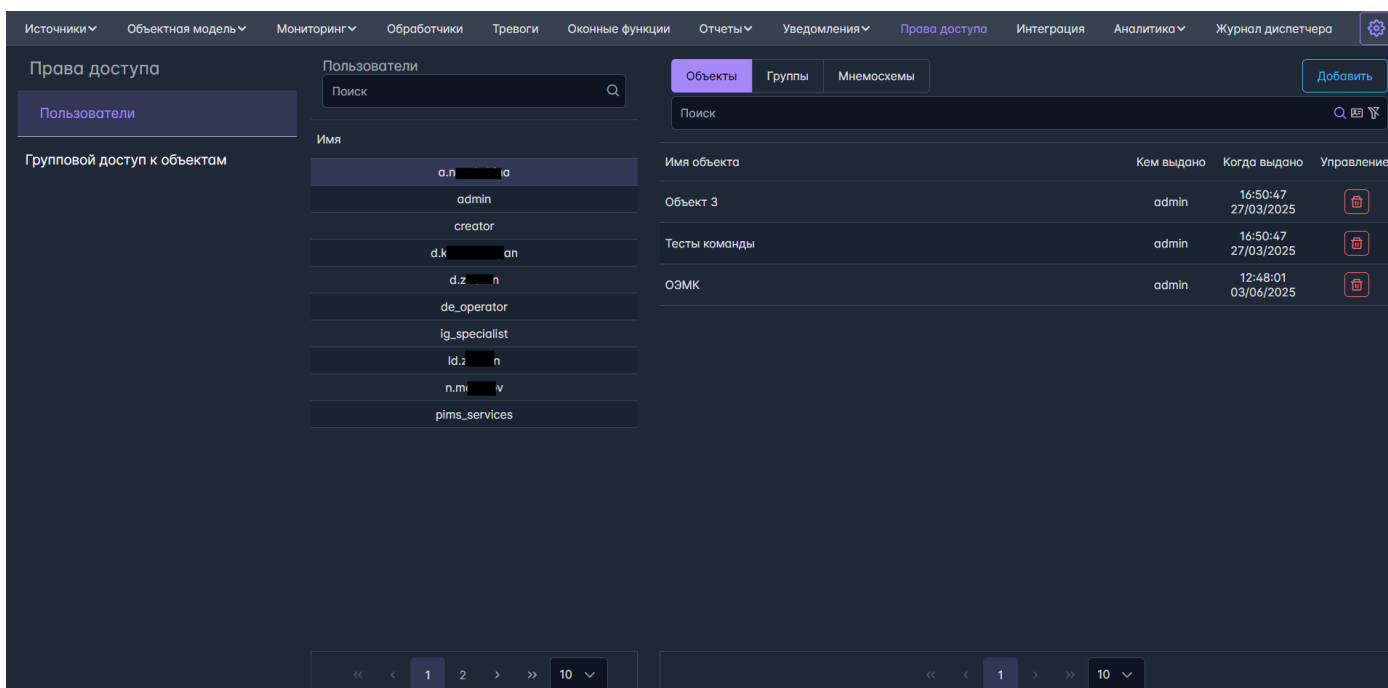 Источники Объектная модель Мониторинг Обработчики Тревоги Оконные функции Отчеты Уведомления Права доступа Интеграция Аналитика Журнал диспетчера
Права доступа
Пользователи
Групповой доступ к объектам
Пользователи
Поиск
Имя
admin
creator
de_operator
ig_specialist
pims_services
<< < 1 2 > >> 10
Объекты Группы Мнемосхемы Добавить
Поиск
Имя объекта Кем выдано Когда выдано Управление
Объект 3 admin 16:50:47
27/03/2025
Тесты команды admin 16:50:47
27/03/2025
ОЭМК admin 12:48:01
03/06/2025
<< < 1 > >> 10